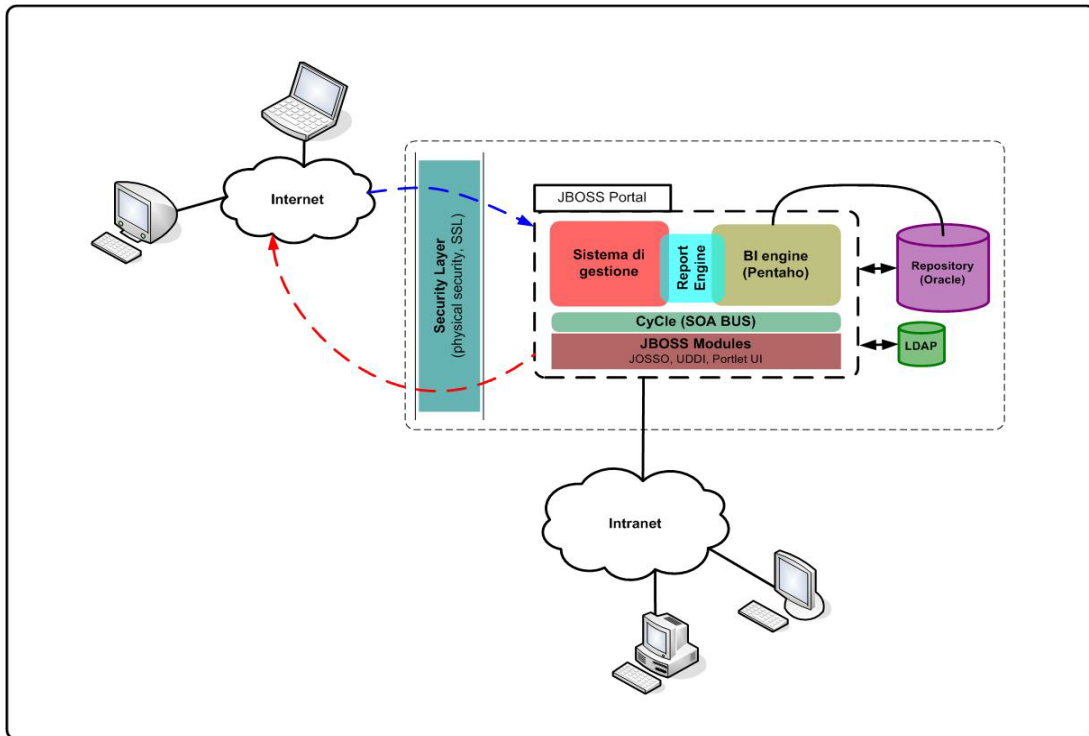 Internet
Security Layer
(physical security, SSL)
JBOSS Portal
Sistema di
gestione
Report
Engine
BI engine
(Pentaho)
Repository
(Oracle)
CyCle (SOA BUS)
JBOSS Modules
JOSSO, UDDI, Portlet UI
LDAP
Intranet